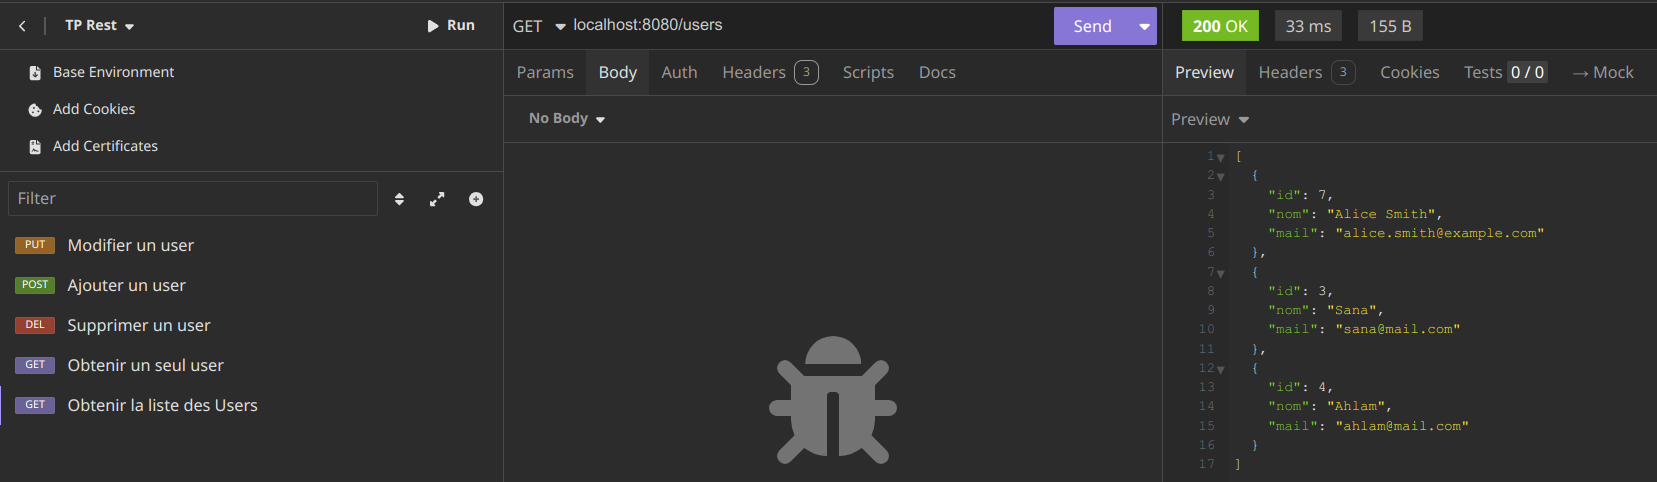 TP Rest
Run
Base Environment
Add Cookies
Add Certificates
Filter
PUT Modifier un user
POST Ajouter un user
DEL Supprimer un user
GET Obtenir un seul user
GET Obtenir la liste des Users
GET localhost:8080/users Send
Params Body Auth Headers 3 Scripts Docs
No Body
200 OK 33 ms 155 B
Preview Headers 3 Cookies Tests 0 / 0 → Mock
Preview
1 [
2 {
3 "id": 7,
4 "nom": "Alice Smith",
5 "mail": "alice.smith@example.com"
6 },
7 {
8 "id": 3,
9 "nom": "Sana",
10 "mail": "sana@mail.com"
11 },
12 {
13 "id": 4,
14 "nom": "Ahlam",
15 "mail": "ahlam@mail.com"
16 }
17 ]